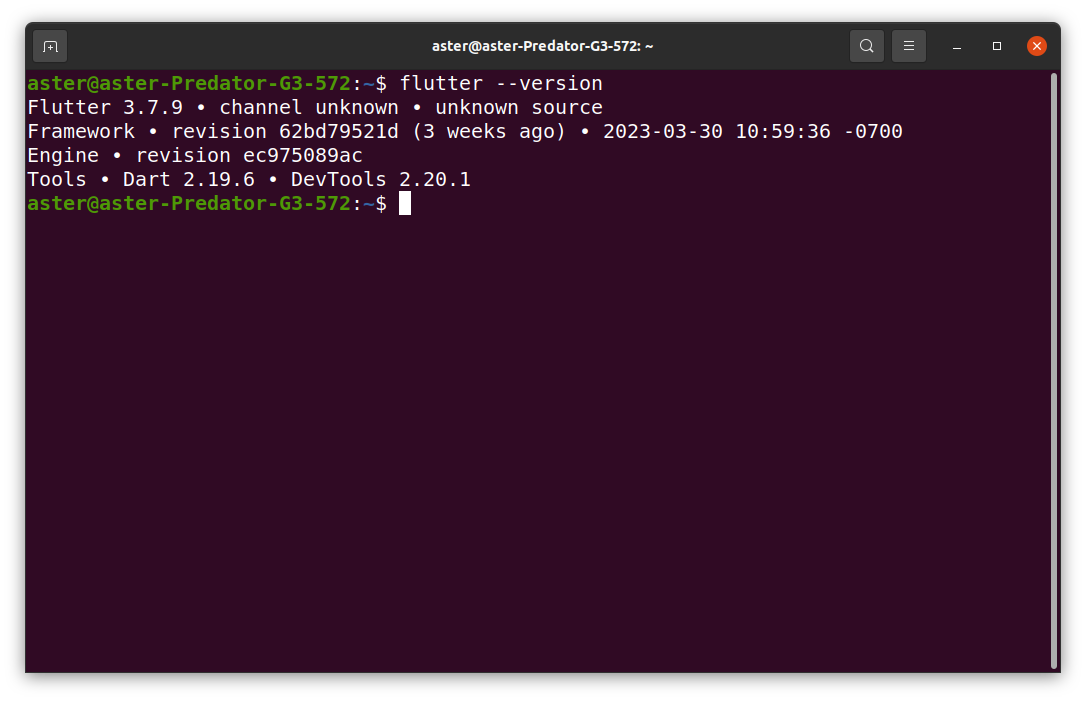 aster@aster-Predator-G3-572: ~
aster@aster-Predator-G3-572:~$ flutter --version
Flutter 3.7.9 • channel unknown • unknown source
Framework • revision 62bd79521d (3 weeks ago) • 2023-03-30 10:59:36 -0700
Engine • revision ec975089ac
Tools • Dart 2.19.6 • DevTools 2.20.1
aster@aster-Predator-G3-572:~$